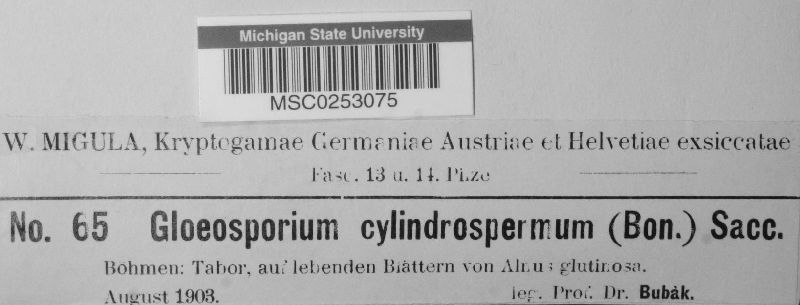 Michigan State University
MSC0253075
W. MIGULA, Kryptogamae Germaniae Austriae et Helvetiae exsiccatae
Fasc. 13 u. 14. Pilze
No. 65 Gloeosporium cylindrospermum (Bon.) Sacc.
Böhmen: Tabor, auf lebenden Blättern von Alnus glutinosa.
August 1903. leg. Prof. Dr. Bubák.